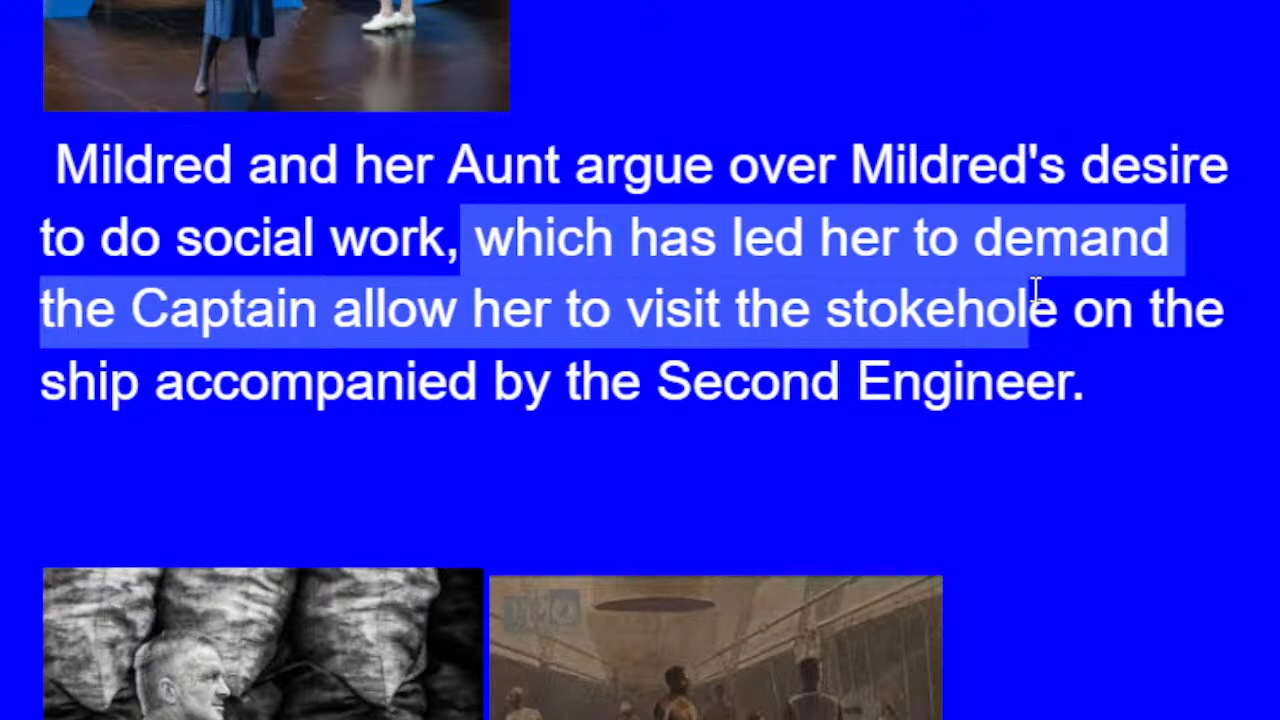 Mildred and her Aunt argue over Mildred's desire
to do social work, which has led her to demand
the Captain allow her to visit the stokehole on the
ship accompanied by the Second Engineer.